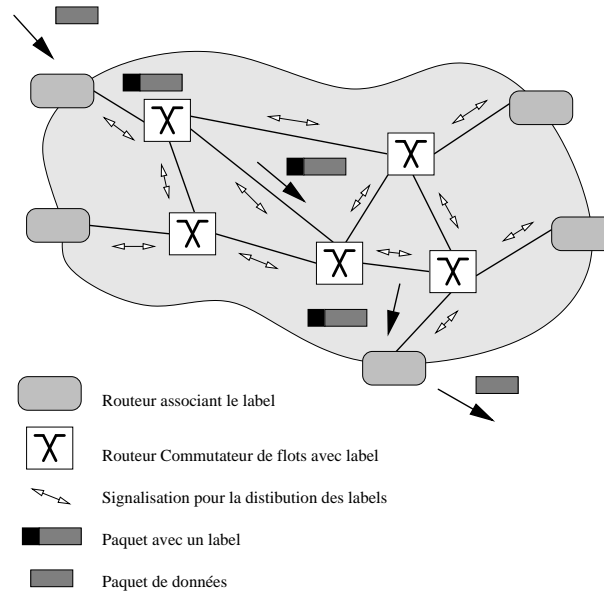 Routeur associant le label
Routeur Commutateur de flots avec label
Signalisation pour la distibution des labels
Paquet avec un label
Paquet de données